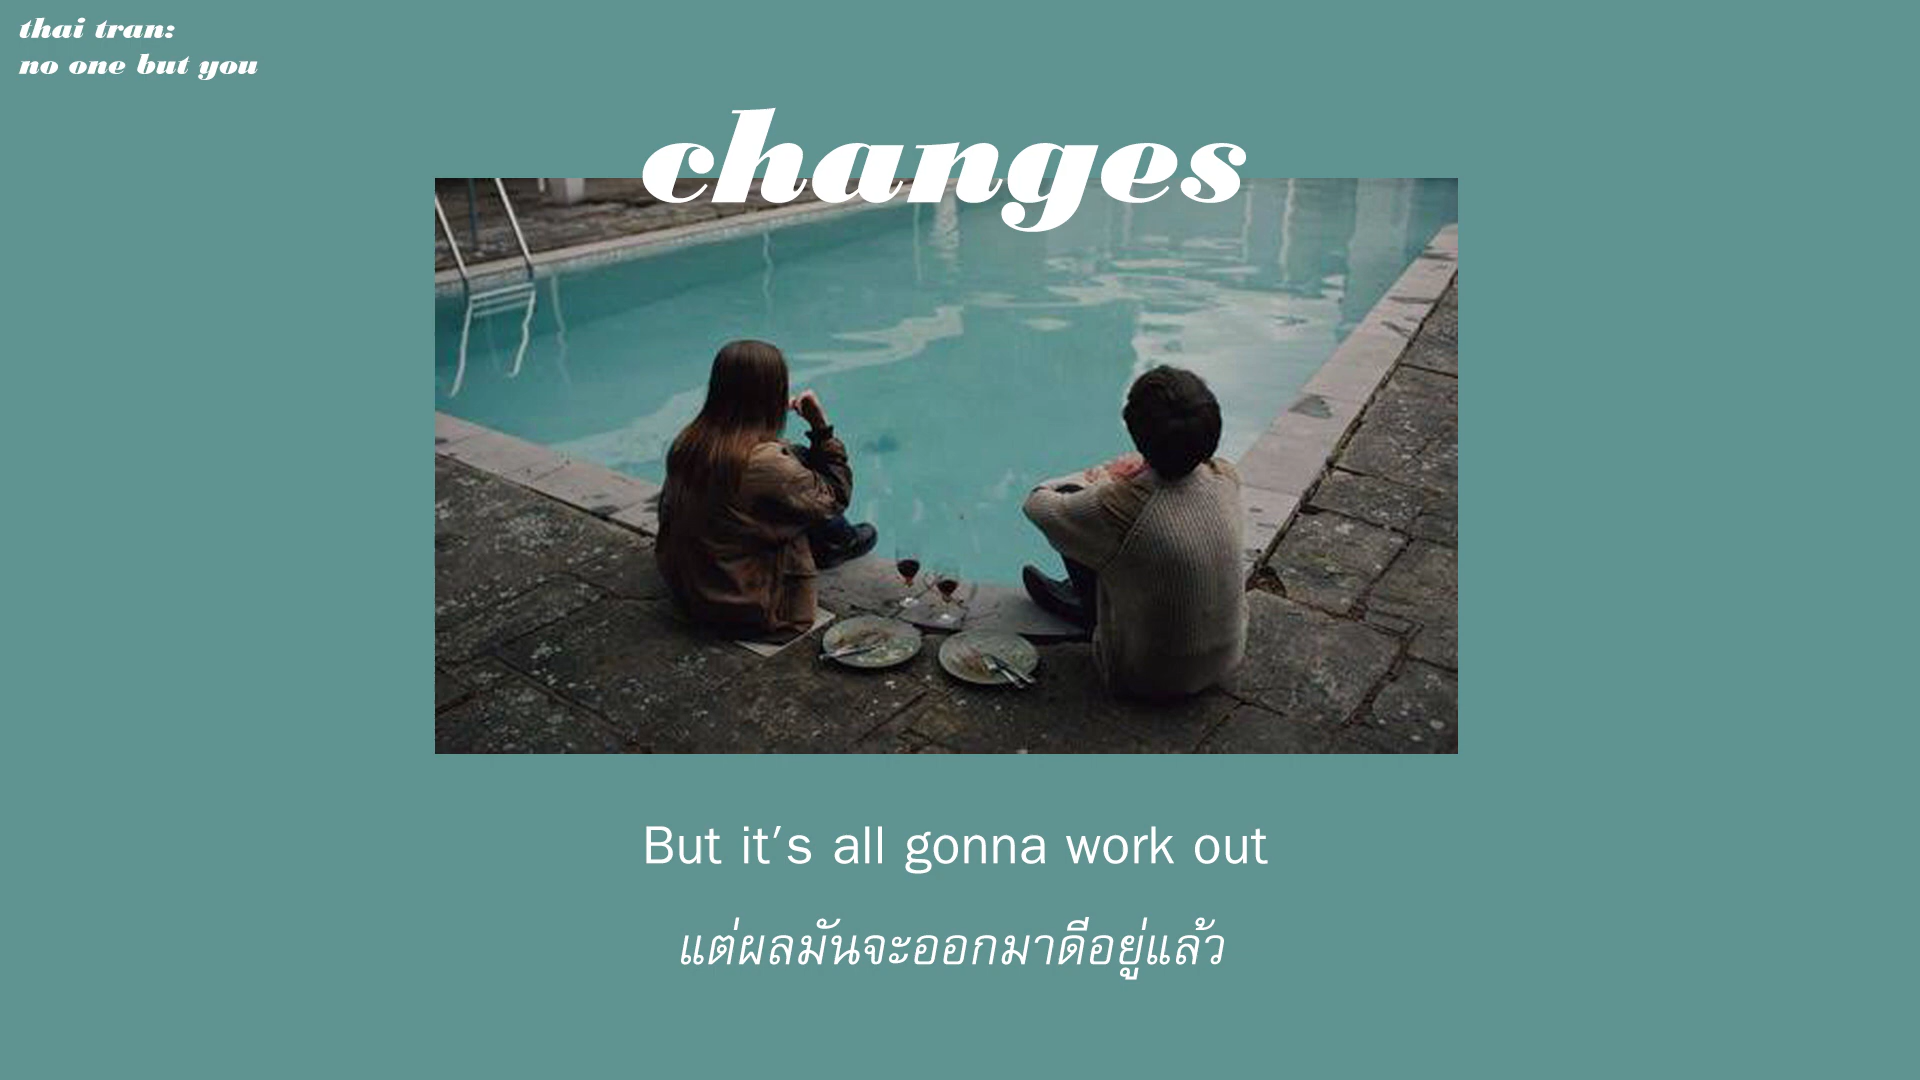 thai tran:
no one but you
changes
But it’s all gonna work out
แต่ผลมันจะออกมาดีอยู่แล้ว